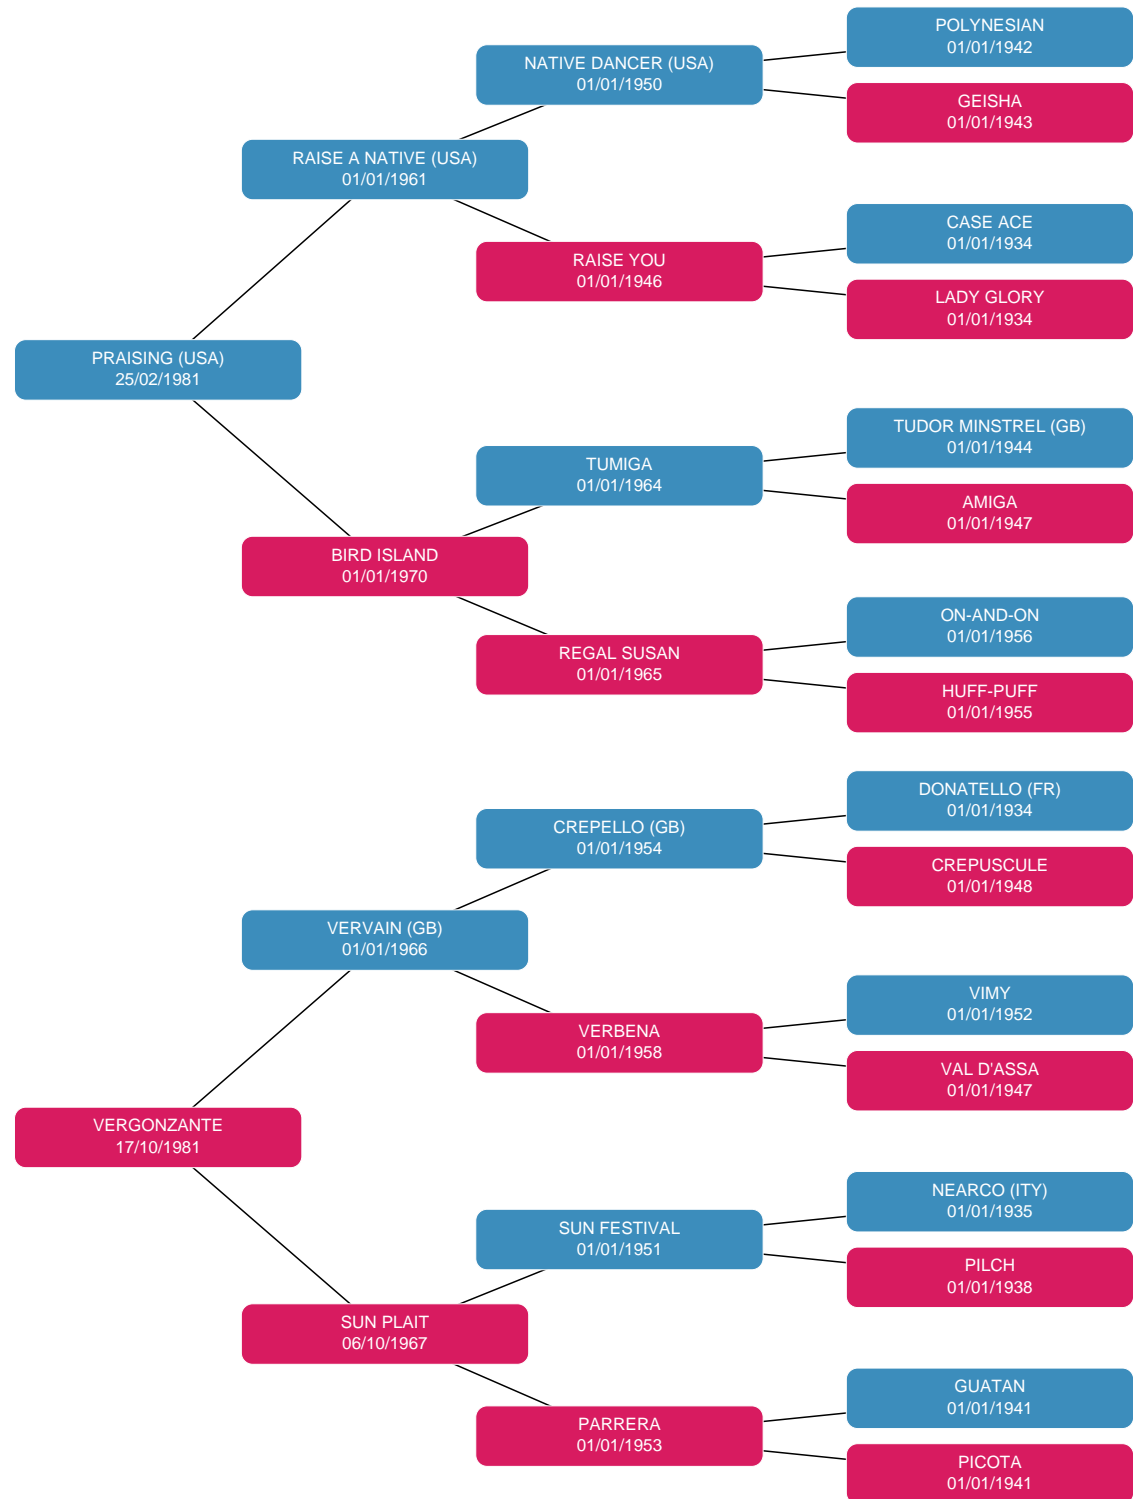 POLYNESIAN
01/01/1942
NATIVE DANCER (USA)
01/01/1950
GEISHA
01/01/1943
RAISE A NATIVE (USA)
01/01/1961
CASE ACE
01/01/1934
RAISE YOU
01/01/1946
LADY GLORY
01/01/1934
PRAISING (USA)
25/02/1981
TUDOR MINSTREL (GB)
01/01/1944
TUMIGA
01/01/1964
AMIGA
01/01/1947
BIRD ISLAND
01/01/1970
ON-AND-ON
01/01/1956
REGAL SUSAN
01/01/1965
HUFF-PUFF
01/01/1955
DONATELLO (FR)
01/01/1934
CREPELLO (GB)
01/01/1954
CREPUSCULE
01/01/1948
VERVAIN (GB)
01/01/1966
VIMY
01/01/1952
VERBENA
01/01/1958
VAL D'ASSA
01/01/1947
VERGONZANTE
17/10/1981
NEARCO (ITY)
01/01/1935
SUN FESTIVAL
01/01/1951
PILCH
01/01/1938
SUN PLAIT
06/10/1967
GUATAN
01/01/1941
PARRERA
01/01/1953
PICOTA
01/01/1941